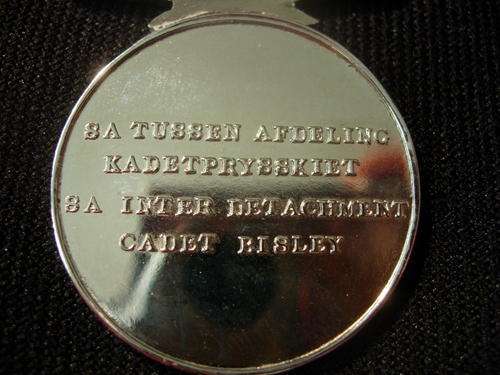 SA TUSSEN AFDELING
KADETPRYSSKIET
SA INTER DETACHMENT
CADET BISLEY